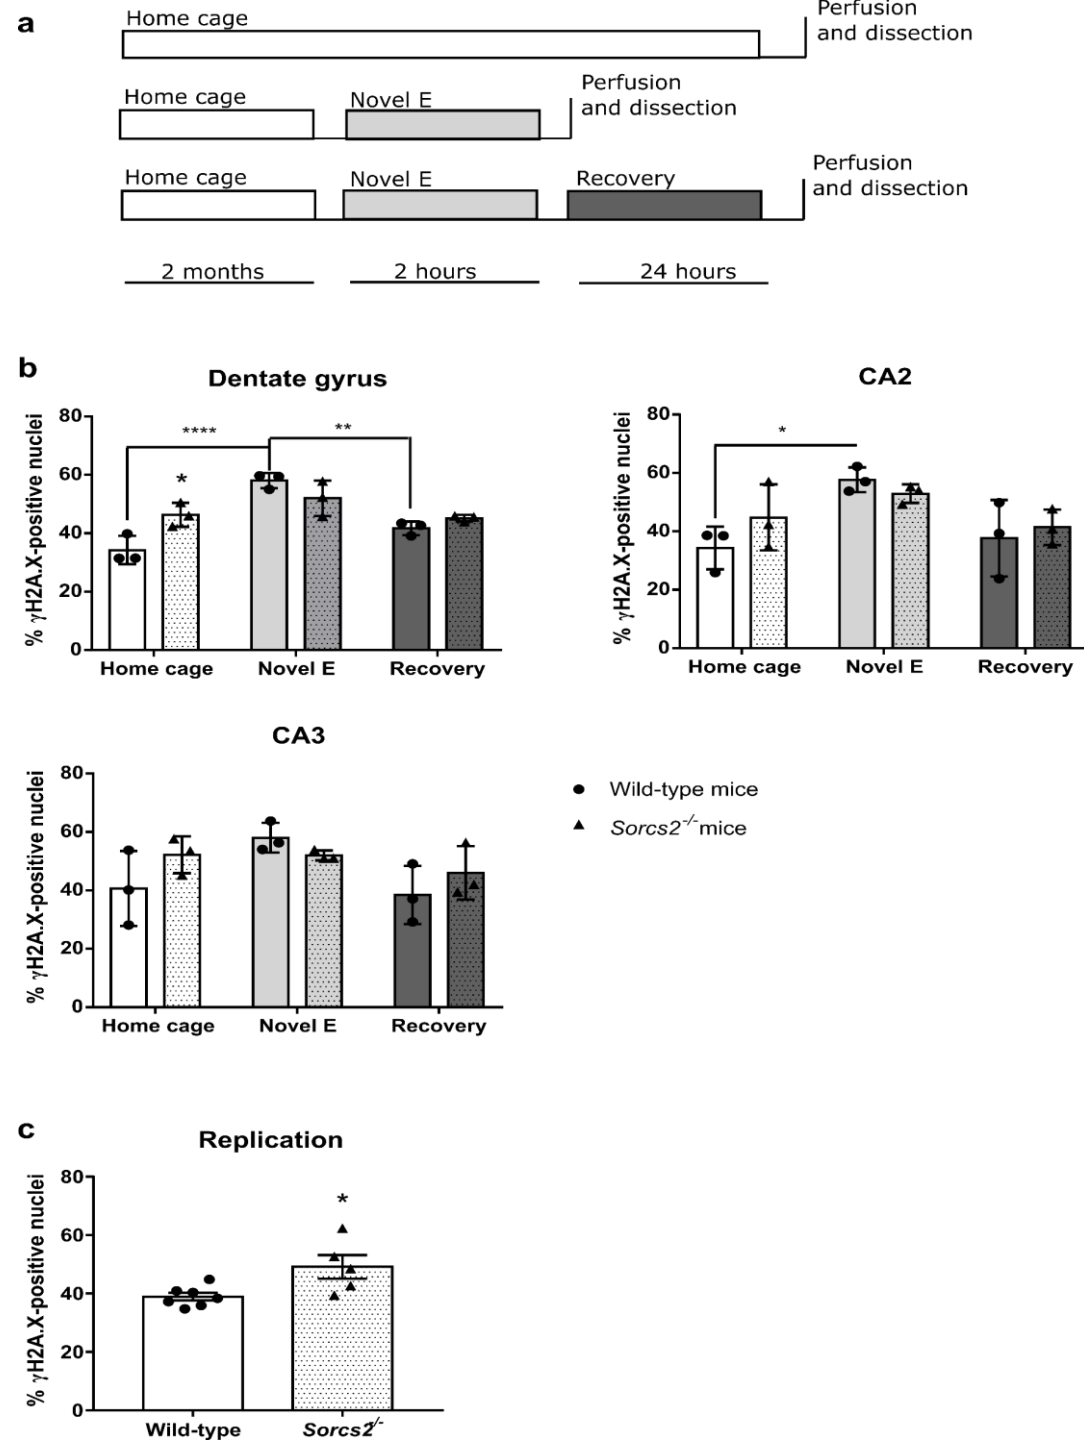 a
Home cage
Perfusion
and dissection
Home cage
Novel E
Perfusion
and dissection
Home cage
Novel E
Recovery
Perfusion
and dissection
2 months
2 hours
24 hours
b
Dentate gyrus
% γH2A.X-positive nuclei
80
60
40
20
0
****
**
*
Home cage
Novel E
Recovery
CA2
% γH2A.X-positive nuclei
80
60
40
20
0
*
Home cage
Novel E
Recovery
CA3
% γH2A.X-positive nuclei
80
60
40
20
0
Home cage
Novel E
Recovery
Wild-type mice
Sorcs2-/-mice
c
Replication
% γH2A.X-positive nuclei
80
60
40
20
0
*
Wild-type
Sorcs2-/-